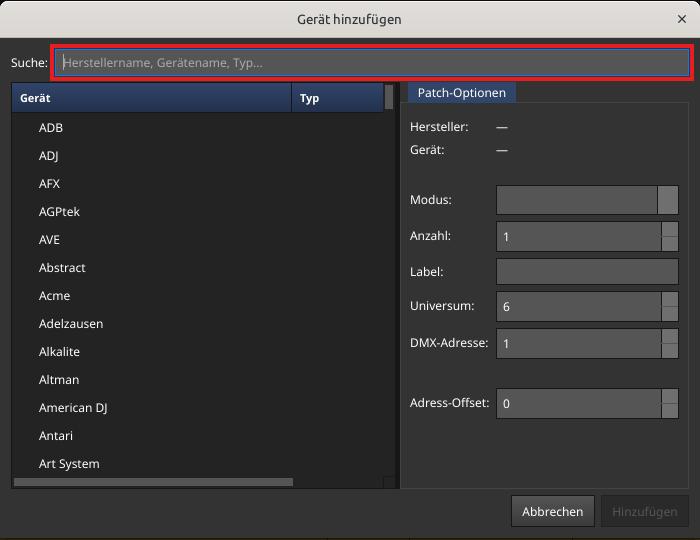 Gerät hinzufügen
Suche: Herstellername, Gerätename, Typ...
Gerät Typ
ADB
ADJ
AFX
AGPtek
AVE
Abstract
Acme
Adelzausen
Alkalite
Altman
American DJ
Antari
Art System
Patch-Optionen
Hersteller: —
Gerät: —
Modus:
Anzahl: 1
Label:
Universum: 6
DMX-Adresse: 1
Adress-Offset: 0
Abbrechen Hinzufügen